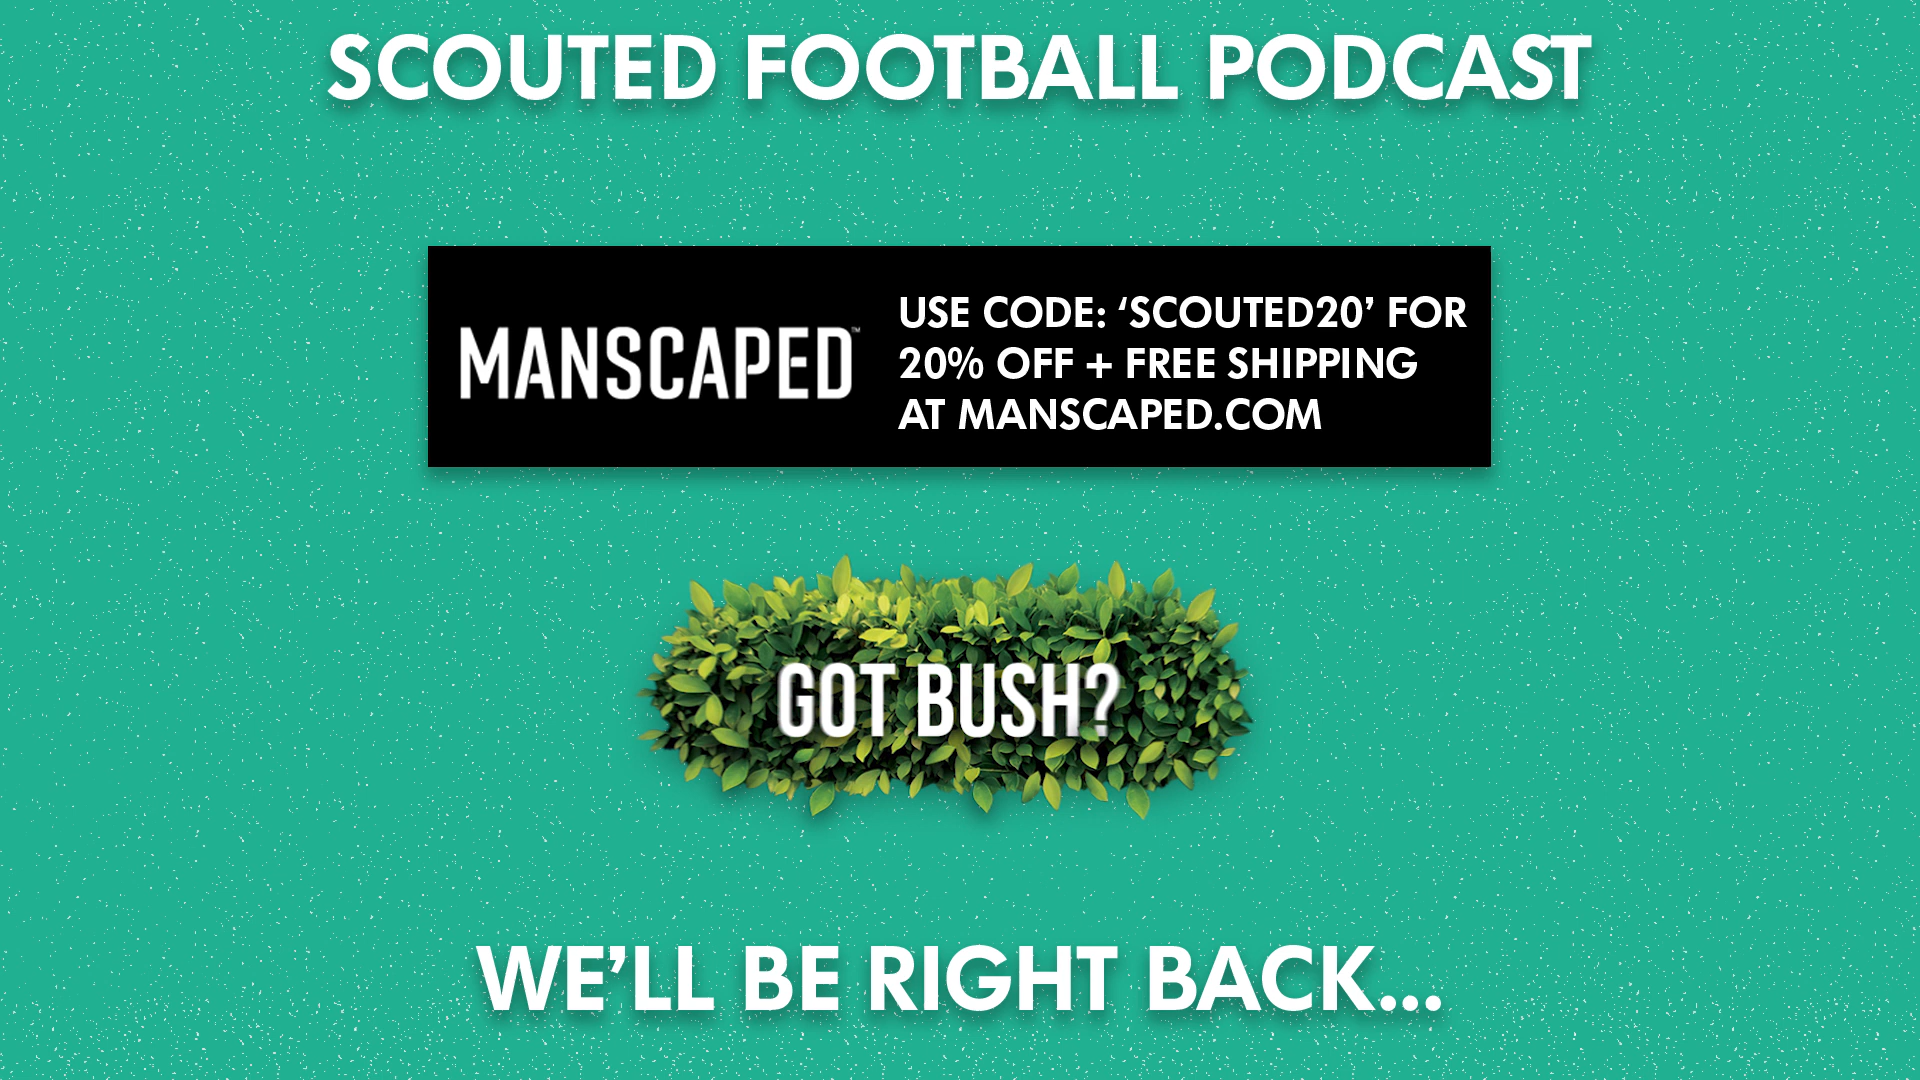 SCOUTED FOOTBALL PODCAST
MANSCAPED™
USE CODE: ‘SCOUTED20’ FOR
20% OFF + FREE SHIPPING
AT MANSCAPED.COM
GOT BUSH?
WE’LL BE RIGHT BACK...